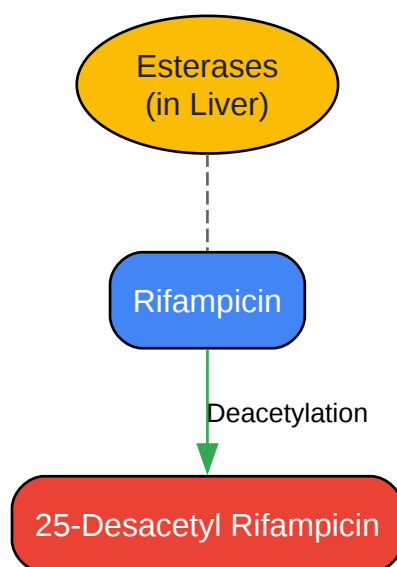 Esterases
(in Liver)
Rifampicin
Deacetylation
25-Desacetyl Rifampicin